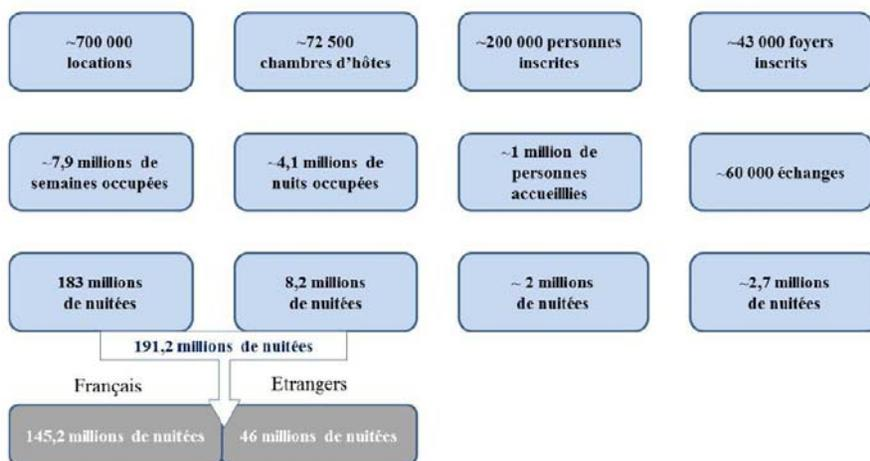 ~700 000
locations
~72 500
chambres d'hôtes
~200 000 personnes
inscrites
~43 000 foyers
inscrits
~7,9 millions de
semaines occupées
~4,1 millions de
nuits occupées
~1 million de
personnes
accueilllies
~60 000 échanges
183 millions
de nuitées
8,2 millions
de nuitées
~ 2 millions
de nuitées
~2,7 millions
de nuitées
191,2 millions de nuitées
Français
Etrangers
145,2 millions de nuitées
46 millions de nuitées